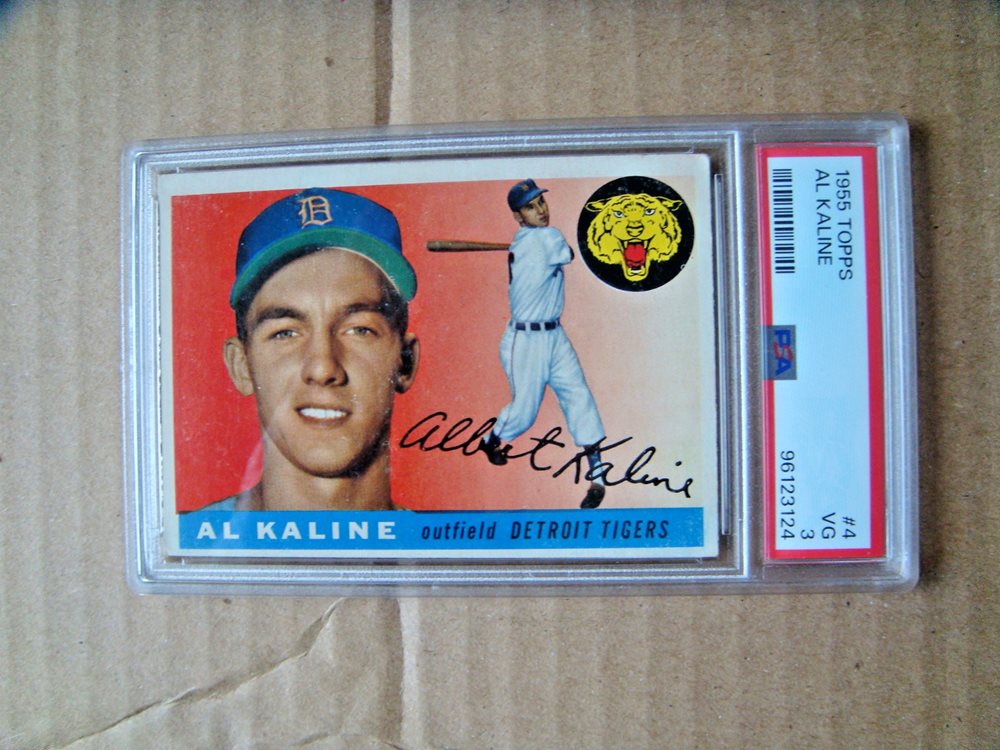 D
Albert Kaline
AL KALINE outfield DETROIT TIGERS
1955 TOPPS
AL KALINE
PSA
#4
VG 3
96123124